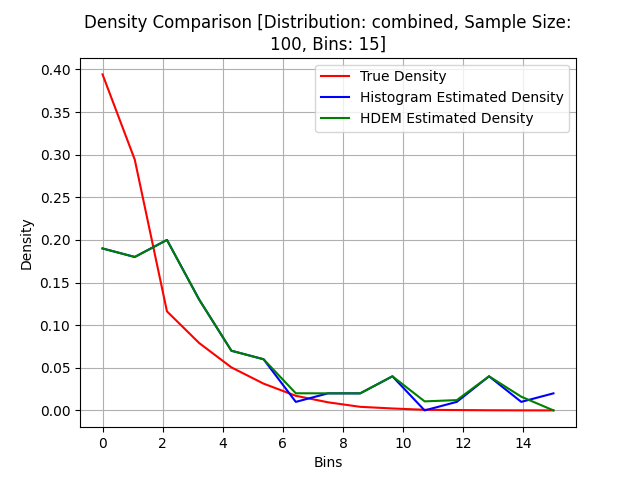 Density Comparison [Distribution: combined, Sample Size:
100, Bins: 15]
True Density
Histogram Estimated Density
HDEM Estimated Density
0.40
0.35
0.30
0.25
0.20
0.15
0.10
0.05
0.00
Density
0 2 4 6 8 10 12 14
Bins